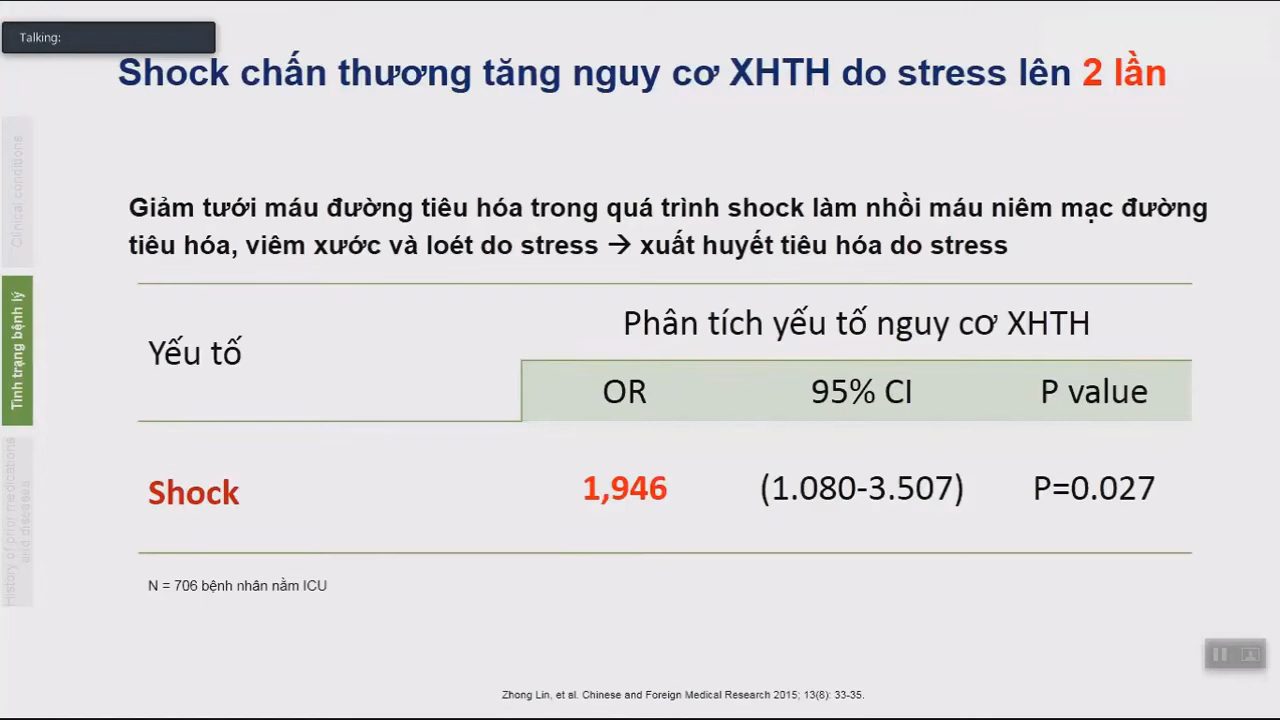 Talking:
Shock chấn thương tăng nguy cơ XHTH do stress lên 2 lần
Clinical conditions
Tình trạng bệnh lý
History of prior medications
and diseases
Giảm tưới máu đường tiêu hóa trong quá trình shock làm nhồi máu niêm mạc đường
tiêu hóa, viêm xước và loét do stress → xuất huyết tiêu hóa do stress
Yếu tố
Phân tích yếu tố nguy cơ XHTH
OR 95% CI P value
Shock 1,946 (1.080-3.507) P=0.027
N = 706 bệnh nhân nằm ICU
Zhong Lin, et al. Chinese and Foreign Medical Research 2015; 13(8): 33-35.